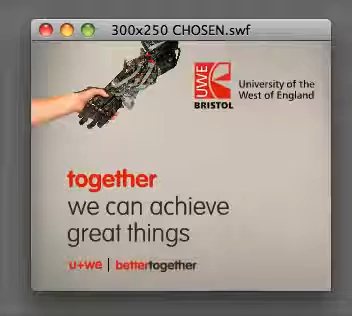 300x250 CHOSEN.swf
UWE
BRISTOL
University of the
West of England
together
we can achieve
great things
u+we | bettertogether